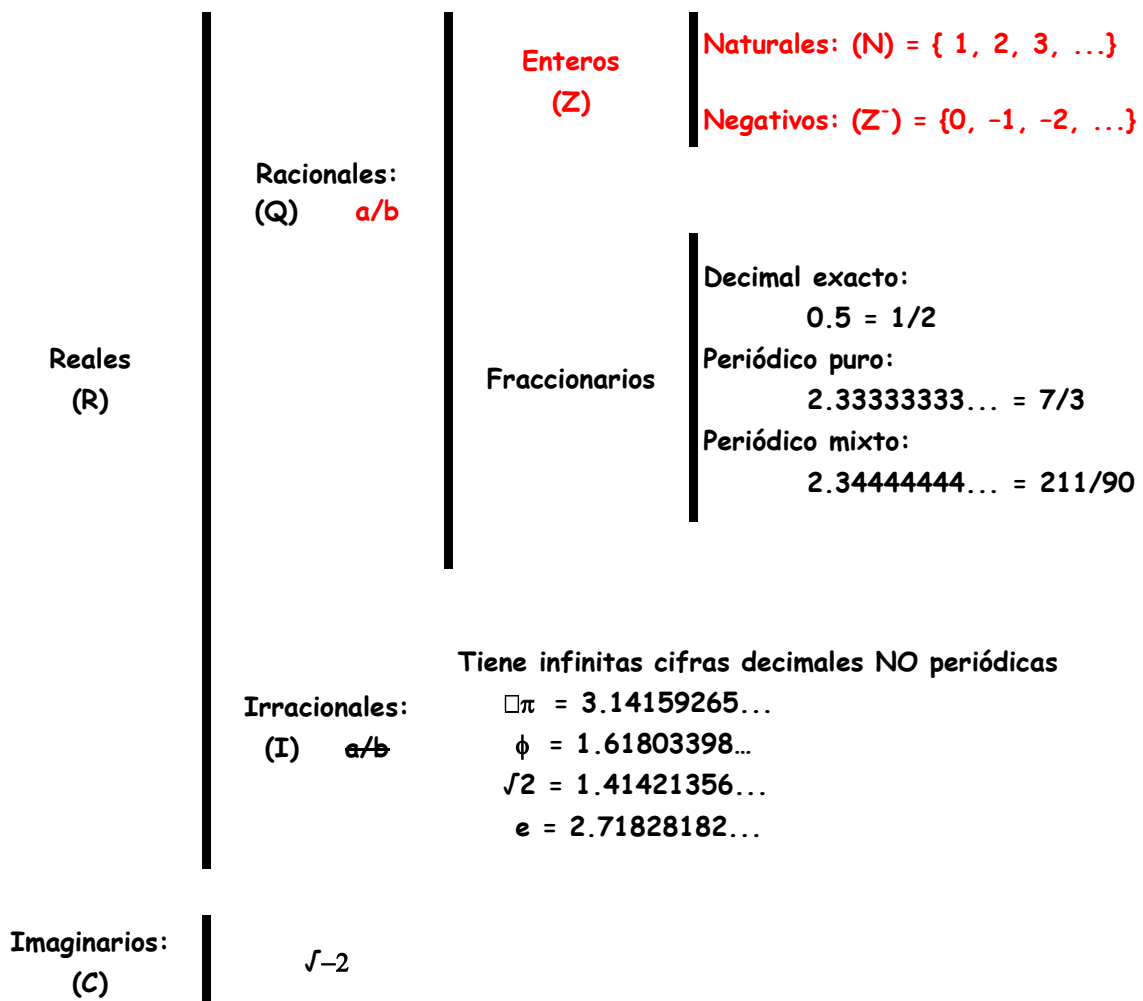 Enteros
(Z)
Naturales: (N) = { 1, 2, 3, ...}
Negativos: (Z⁻) = {0, –1, –2, ...}
Racionales:
(Q) a/b
Reales
(R)
Fraccionarios
Decimal exacto:
0.5 = 1/2
Periódico puro:
2.33333333... = 7/3
Periódico mixto:
2.34444444... = 211/90
Irracionales:
(I) a/b
Tiene infinitas cifras decimales NO periódicas
□π = 3.14159265...
ϕ = 1.61803398…
√2 = 1.41421356...
e = 2.71828182...
Imaginarios:
(C)
√–2